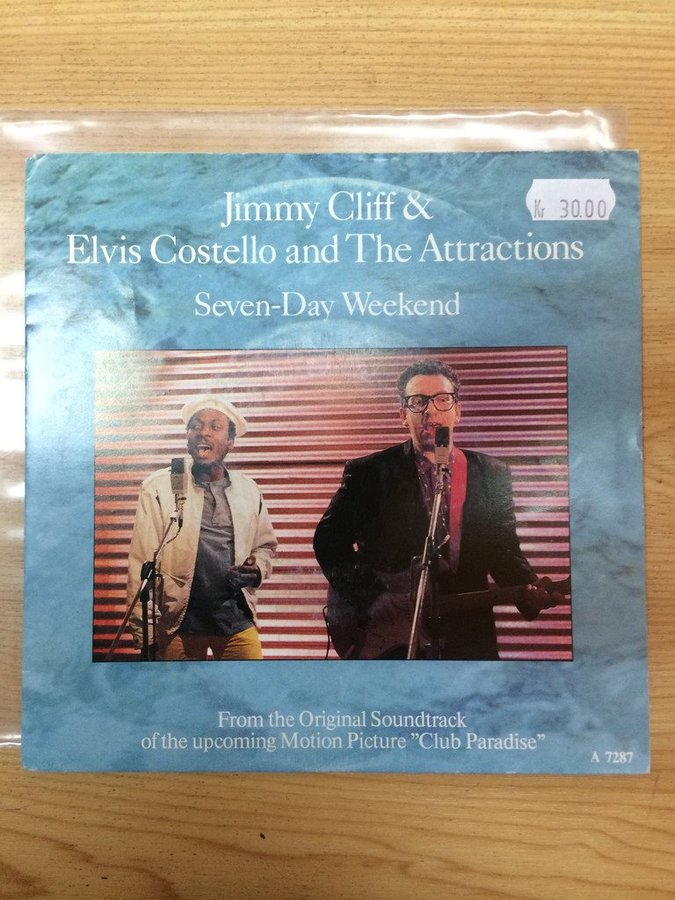 Jimmy Cliff &
Elvis Costello and The Attractions
Seven-Day Weekend
Kr 30.00
From the Original Soundtrack
of the upcoming Motion Picture ”Club Paradise”
A 7287